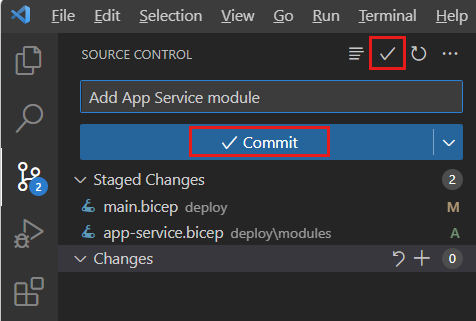 File Edit Selection View Go Run Terminal Help
SOURCE CONTROL
Add App Service module
Commit
Staged Changes 2
main.bicep deploy M
app-service.bicep deploy\modules A
Changes 0
2